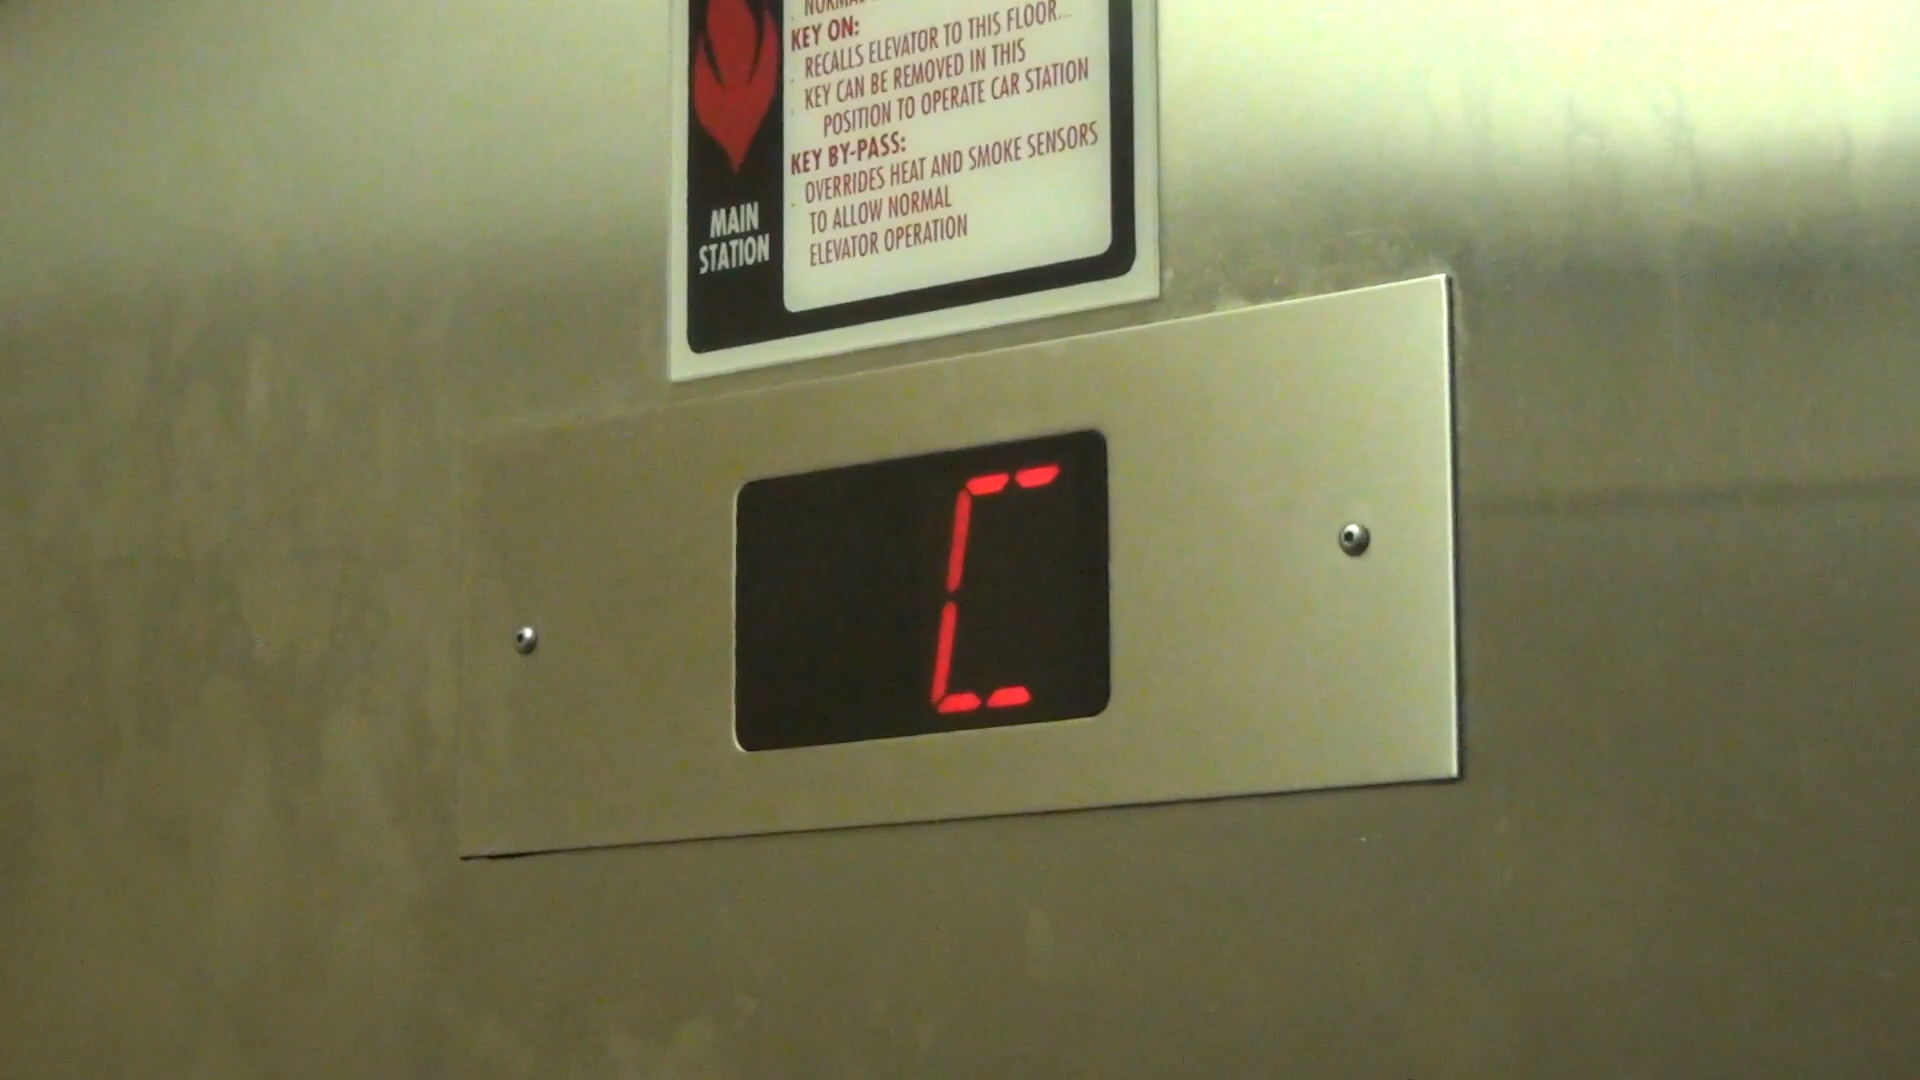 KEY ON:
RECALLS ELEVATOR TO THIS FLOOR...
KEY CAN BE REMOVED IN THIS
POSITION TO OPERATE CAR STATION
KEY BY-PASS:
OVERRIDES HEAT AND SMOKE SENSORS
TO ALLOW NORMAL
ELEVATOR OPERATION
MAIN
STATION
C